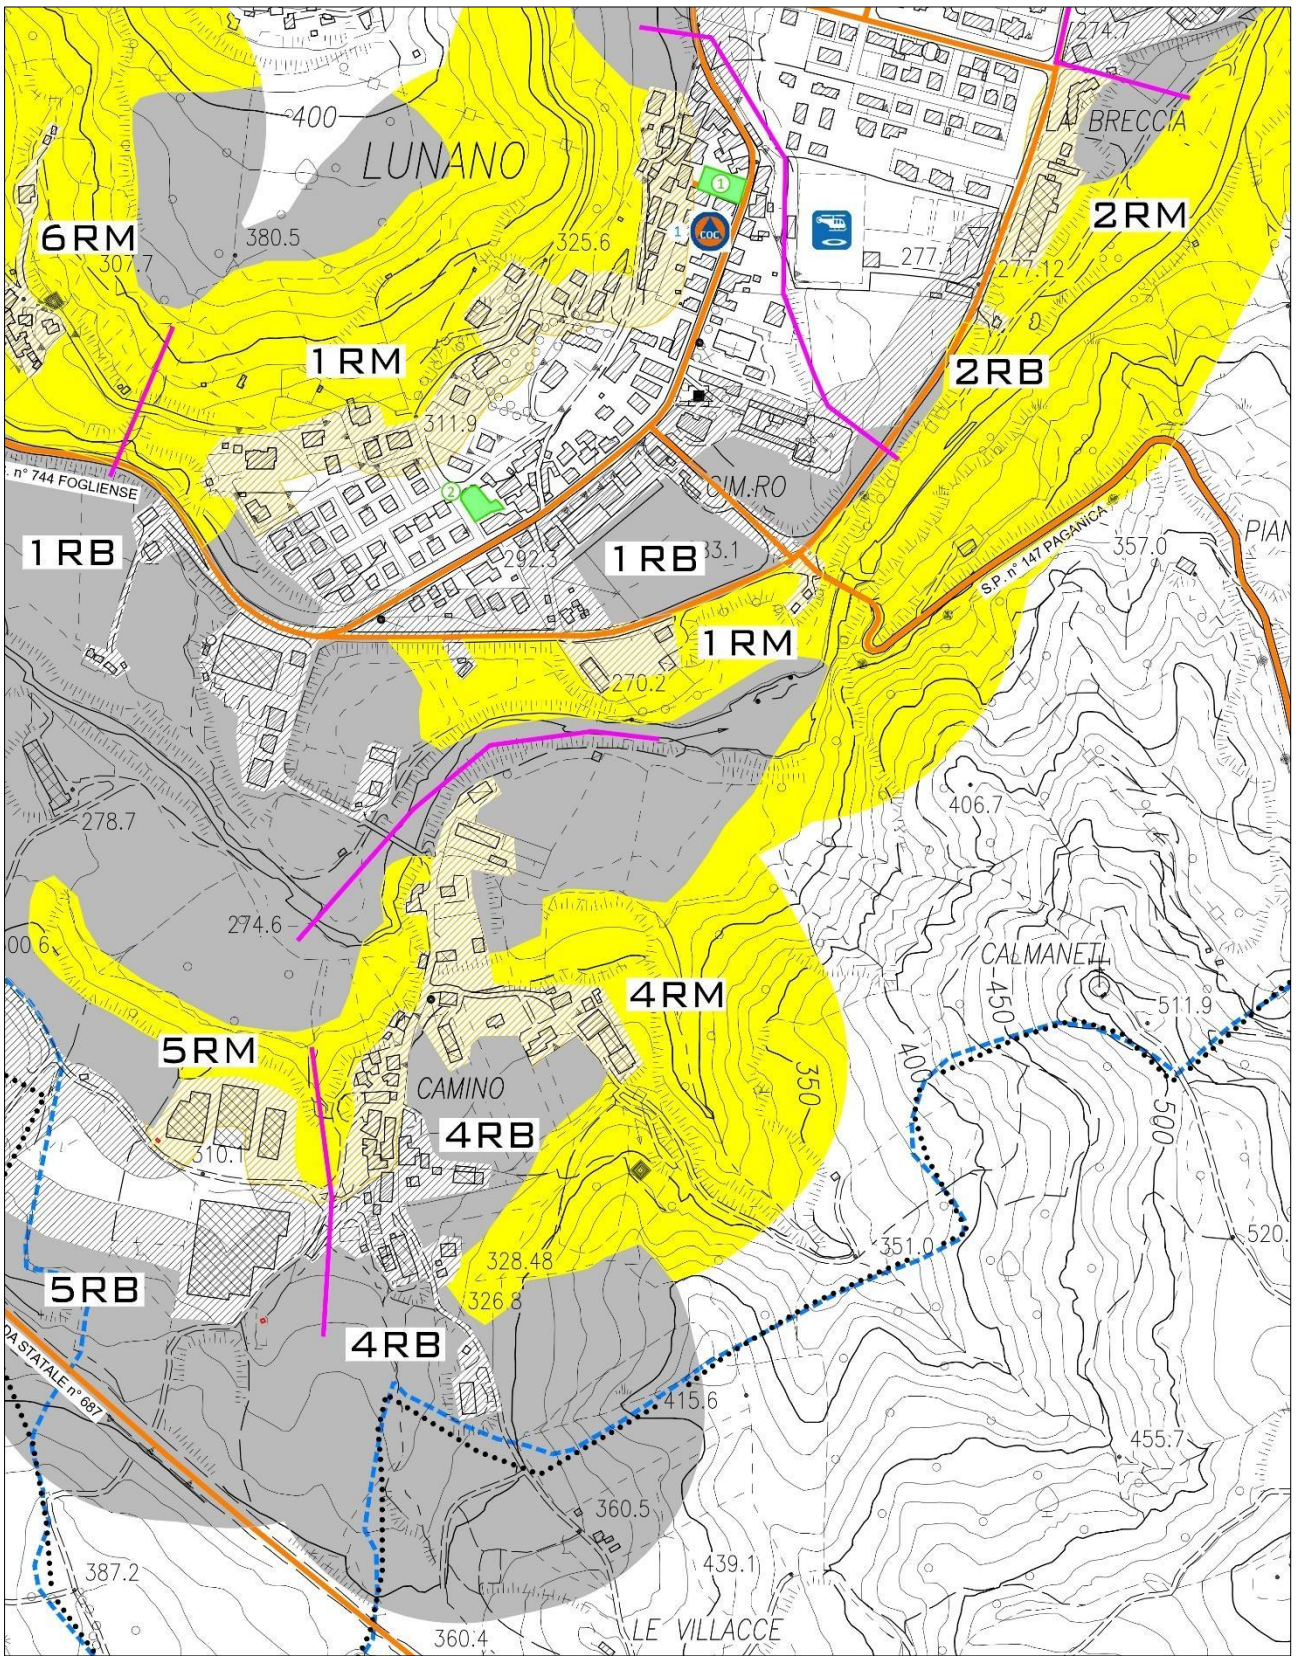 274.7
400
LA BRECCIA
LUNANO
1
2RM
1
COC
6RM
380.5
325.6
307.7
277.12
1RM
2RB
311.9
. n° 744 FOGLIENSE
2
CIM.RO
S.P. n° 147 PAGANICA
PIAN
1RB
292.3
1RB
357.0
1RM
270.2
278.7
406.7
274.6
CALMANETI
4RM
450
511.9
5RM
400
350
CAMINO
500
4RB
310.1
351.0
520.
328.48
5RB
326.8
4RB
DA STATALE n° 687
415.6
455.7
360.5
387.2
439.1
360.4
LE VILLACCE